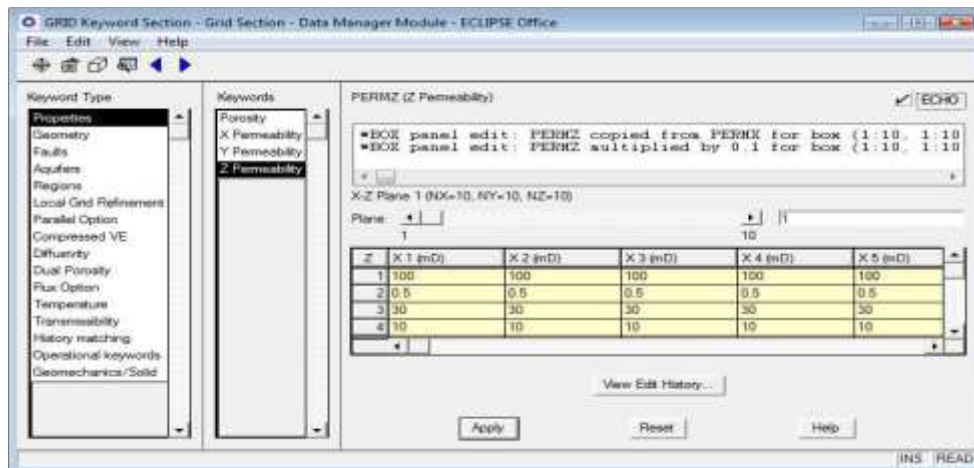 GRID Keyword Section - Grid Section - Data Manager Module - ECLIPSE Office
File Edit View Help
Keyword Type
Properties
Geometry
Faults
Aquifers
Regions
Local Grid Refinement
Parallel Option
Compressed VE
Diffusivity
Dual Porosity
Flux Option
Temperature
Transmissibility
History matching
Operational keywords
Geomechanics/Solid
Keywords
Porosity
X Permeability
Y Permeability
Z Permeability
PERMZ (Z Permeability)
ECHO
*BOX panel edit: PERMZ copied from PERMX for box (1:10, 1:10
*BOX panel edit: PERMZ multiplied by 0.1 for box (1:10, 1:10
X-Z Plane 1 (NX=10, NY=10, NZ=10)
Plane 1
1 10
Z X 1 (mD) X 2 (mD) X 3 (mD) X 4 (mD) X 5 (mD)
1 100 100 100 100 100
2 0.5 0.5 0.5 0.5 0.5
3 30 30 30 30 30
4 10 10 10 10 10
View Edit History...
Apply Reset Help
INS READ